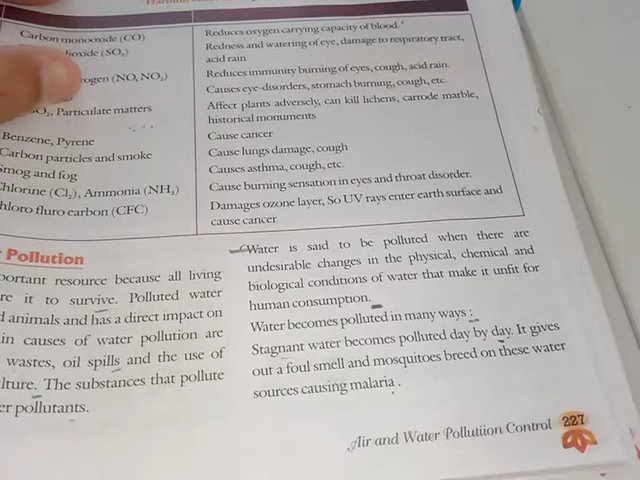 Carbon monooxide (CO)
Reduces oxygen carrying capacity of blood.
ioxide (SO₂)
Redness and watering of eye, damage to respiratory tract,
acid rain
rogen (NO, NO₂)
Reduces immunity burning of eyes, cough, acid rain.
Causes eye-disorders, stomach burning, cough, etc.
Particulate matters
Affect plants adversely, can kill lichens, carrode marble,
historical monuments
Benzene, Pyrene
Cause cancer
Carbon particles and smoke
Cause lungs damage, cough
Smog and fog
Causes asthma, cough, etc.
Chlorine (Cl₂), Ammonia (NH₃)
Cause burning sensation in eyes and throat disorder.
hloro fluro carbon (CFC)
Damages ozone layer, So UV rays enter earth surface and
cause cancer
Pollution
portant resource because all living
re it to survive. Polluted water
d animals and has a direct impact on
in causes of water pollution are
wastes, oil spills and the use of
lture. The substances that pollute
er pollutants.
Water is said to be polluted when there are
undesirable changes in the physical, chemical and
biological conditions of water that make it unfit for
human consumption.
Water becomes polluted in many ways :
Stagnant water becomes polluted day by day. It gives
out a foul smell and mosquitoes breed on these water
sources causing malaria .
Air and Water Pollutiion Control 227